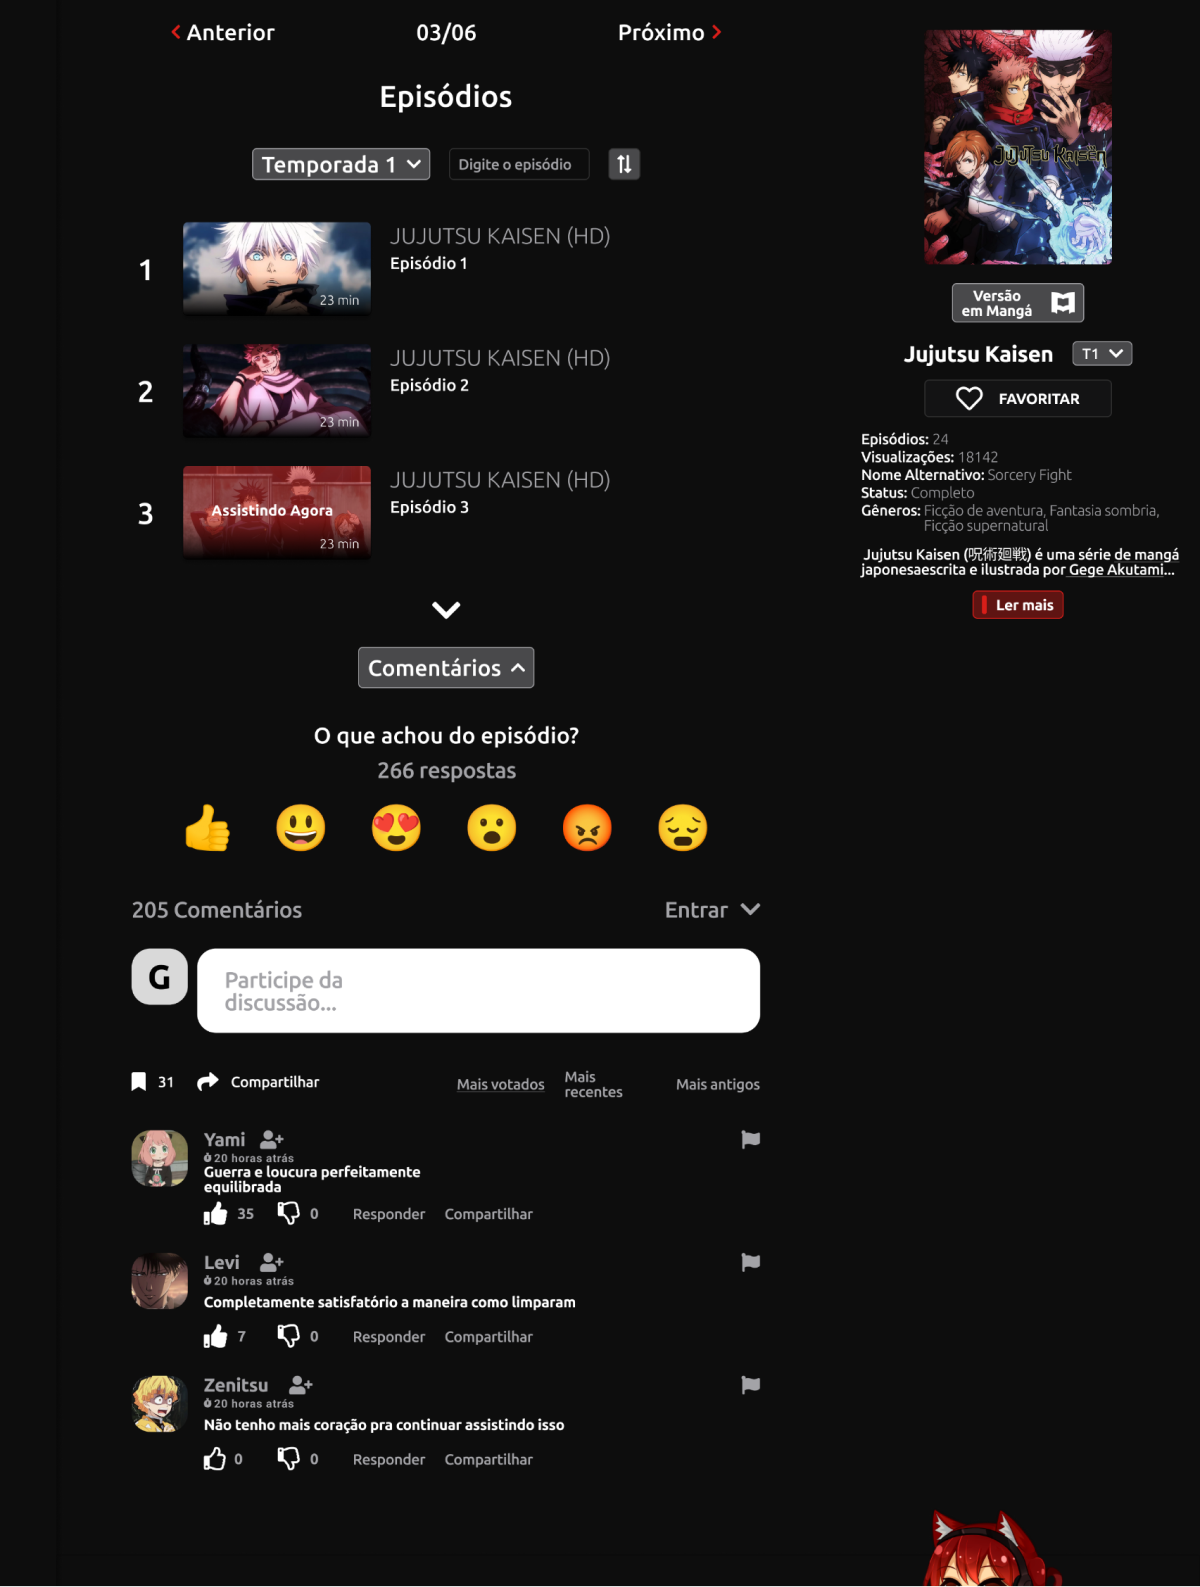 Anterior
03/06
Próximo
Episódios
Temporada 1
Digite o episódio
1
23 min
JUJUTSU KAISEN (HD)
Episódio 1
2
23 min
JUJUTSU KAISEN (HD)
Episódio 2
3
Assistindo Agora
23 min
JUJUTSU KAISEN (HD)
Episódio 3
Comentários
O que achou do episódio?
266 respostas
205 Comentários
Entrar
G
Participe da
discussão...
31
Compartilhar
Mais votados
Mais
recentes
Mais antigos
Yami
20 horas atrás
Guerra e loucura perfeitamente
equilibrada
35
0
Responder
Compartilhar
Levi
20 horas atrás
Completamente satisfatório a maneira como limparam
7
0
Responder
Compartilhar
Zenitsu
20 horas atrás
Não tenho mais coração pra continuar assistindo isso
0
0
Responder
Compartilhar
JUJUTSU KAISEN
Versão
em Mangá
Jujutsu Kaisen
T1
FAVORITAR
Episódios: 24
Visualizações: 18142
Nome Alternativo: Sorcery Fight
Status: Completo
Gêneros: Ficção de aventura, Fantasia sombria,
Ficção supernatural
Jujutsu Kaisen (呪術廻戦) é uma série de mangá
japonesaescrita e ilustrada por Gege Akutami...
Ler mais